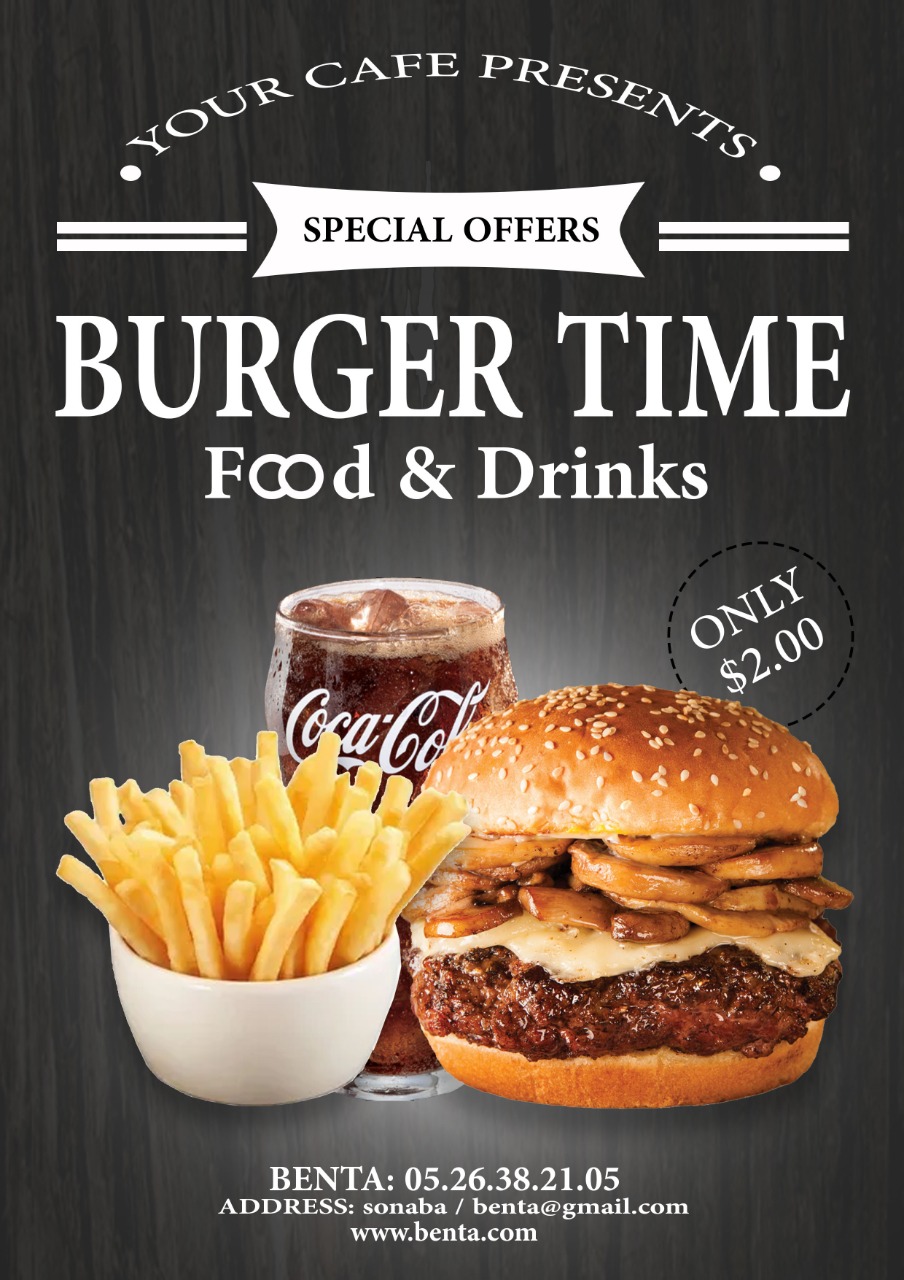 YOUR CAFE PRESENTS
SPECIAL OFFERS
BURGER TIME
Food & Drinks
ONLY
$2.00
Coca-Col
BENTA: 05.26.38.21.05
ADDRESS: sonaba / benta@gmail.com
www.benta.com